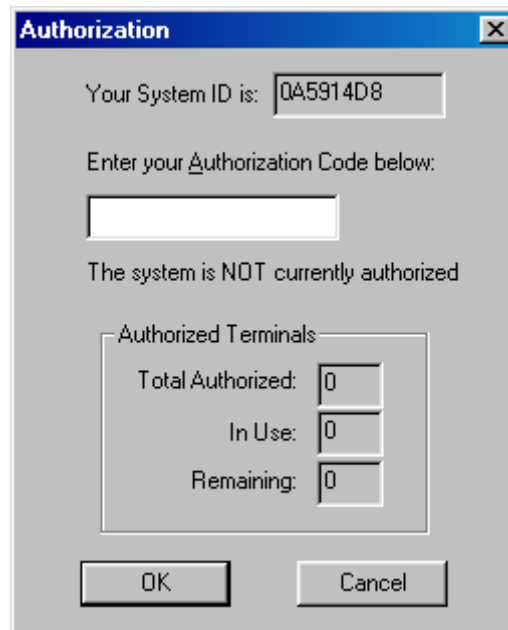 Authorization
Your System ID is: 0A5914D8
Enter your Authorization Code below:
The system is NOT currently authorized
Authorized Terminals
Total Authorized: 0
In Use: 0
Remaining: 0
OK Cancel